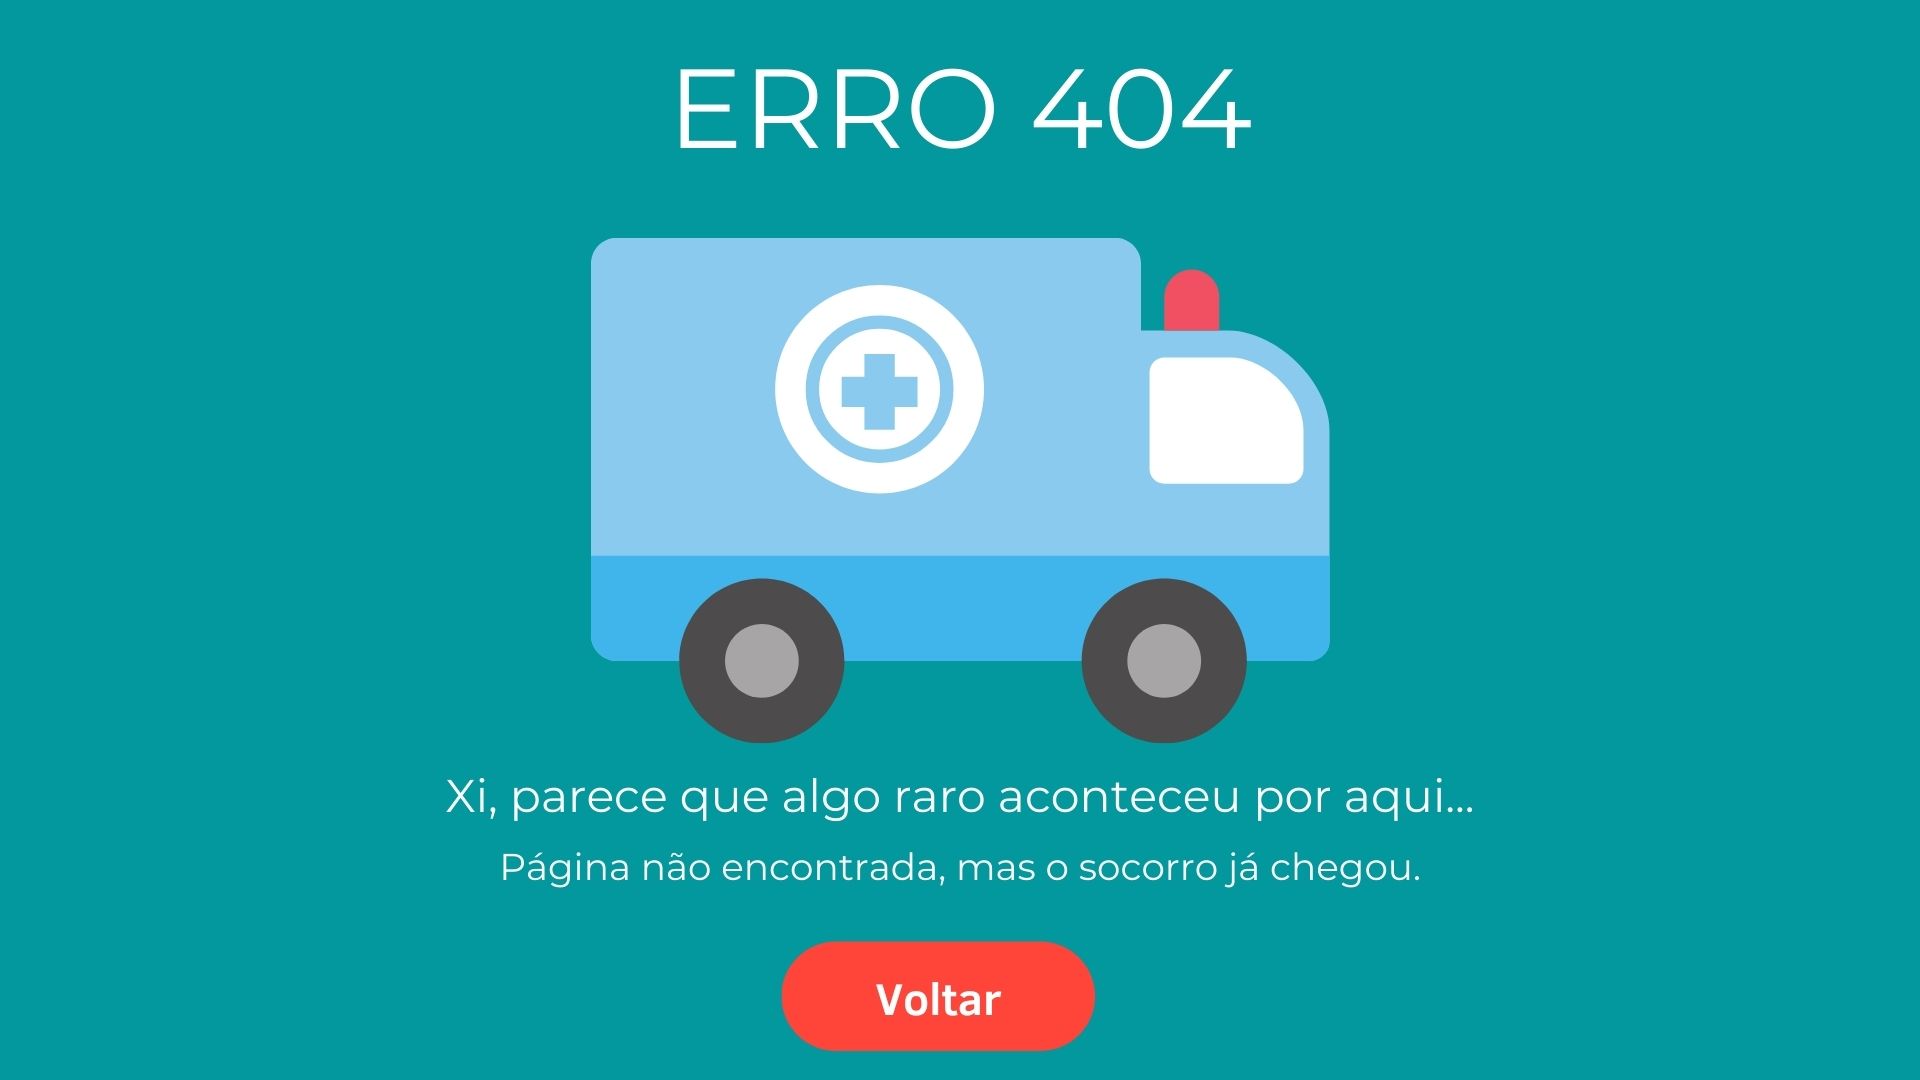 ERRO 404
Xi, parece que algo raro aconteceu por aqui...
Página não encontrada, mas o socorro já chegou.
Voltar